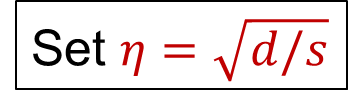 Set η = √d/s